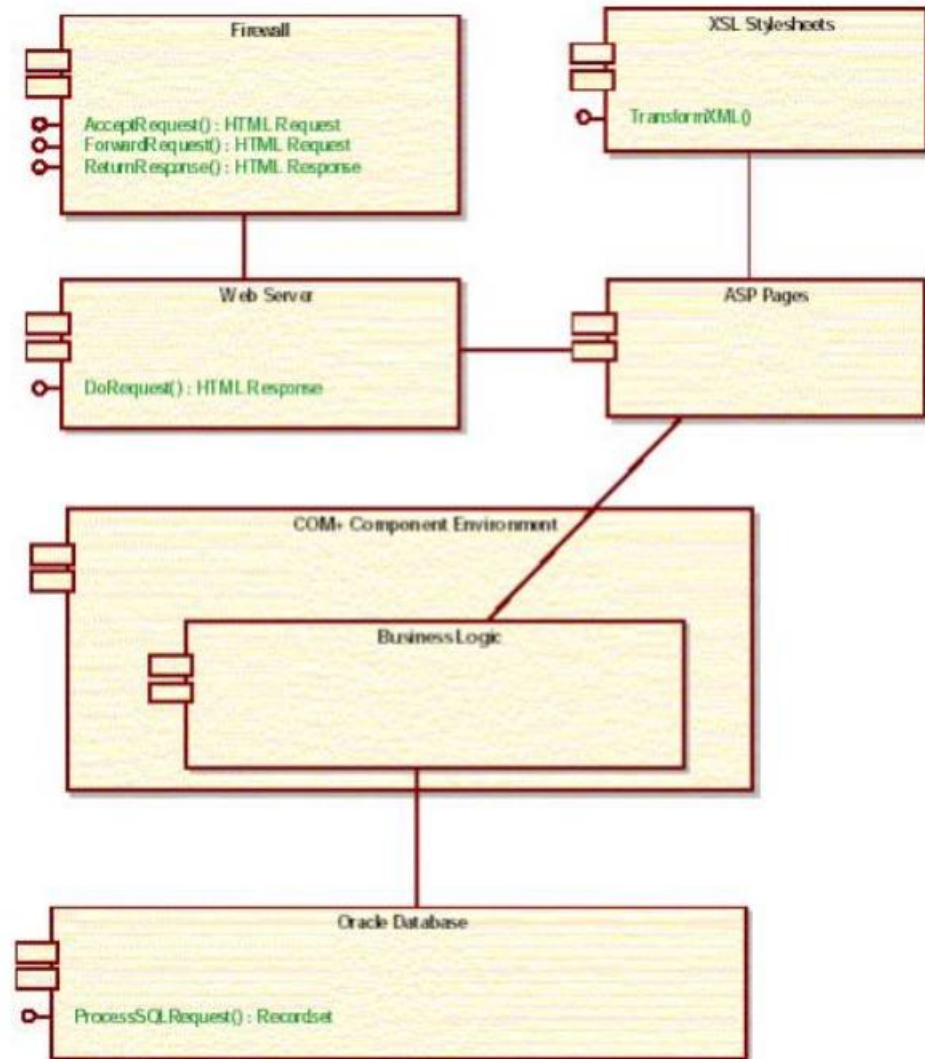 Firewall
AcceptRequest() : HTML Request
ForwardRequest() : HTML Request
ReturnResponse() : HTML Response
XSL Stylesheets
TransformXML()
Web Server
DoRequest() : HTML Response
ASP Pages
COM+ Component Environment
Business Logic
Oracle Database
ProcessSQLRequest() : Recordset